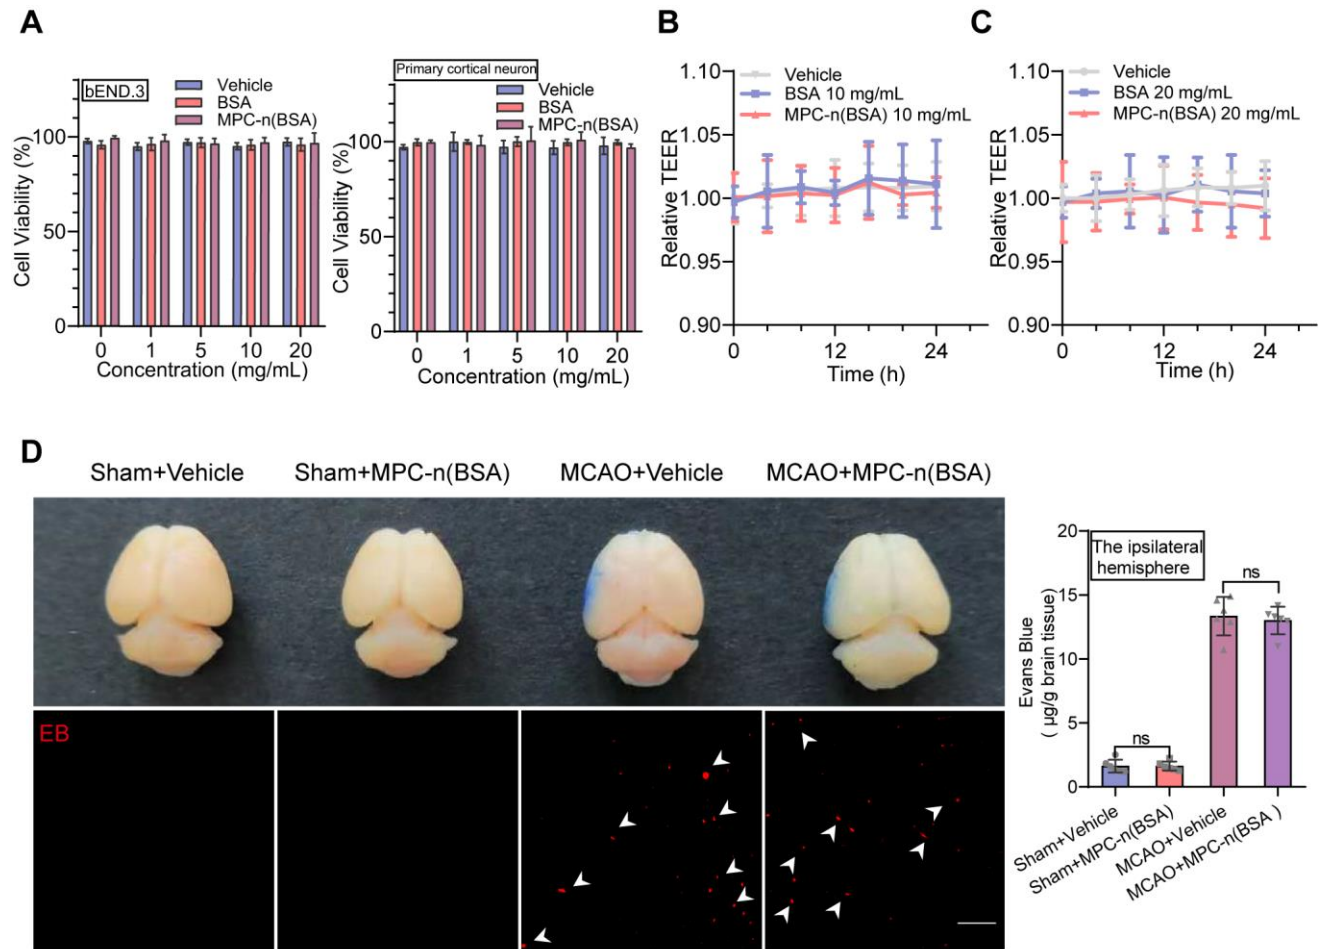 A
bEND.3
Vehicle
BSA
MPC-n(BSA)
Cell Viability (%)
100
50
0
0 1 5 10 20
Concentration (mg/mL)
Primary cortical neuron
Vehicle
BSA
MPC-n(BSA)
Cell Viability (%)
100
50
0
0 1 5 10 20
Concentration (mg/mL)
B
Vehicle
BSA 10 mg/mL
MPC-n(BSA) 10 mg/mL
Relative TEER
1.10
1.05
1.00
0.95
0.90
0 12 24
Time (h)
C
Vehicle
BSA 20 mg/mL
MPC-n(BSA) 20 mg/mL
Relative TEER
1.10
1.05
1.00
0.95
0.90
0 12 24
Time (h)
D
Sham+Vehicle Sham+MPC-n(BSA) MCAO+Vehicle MCAO+MPC-n(BSA)
EB
The ipsilateral
hemisphere
Evans Blue
( μg/g brain tissue)
20
15
10
5
0
ns
ns
Sham+Vehicle
Sham+MPC-n(BSA)
MCAO+Vehicle
MCAO+MPC-n(BSA )